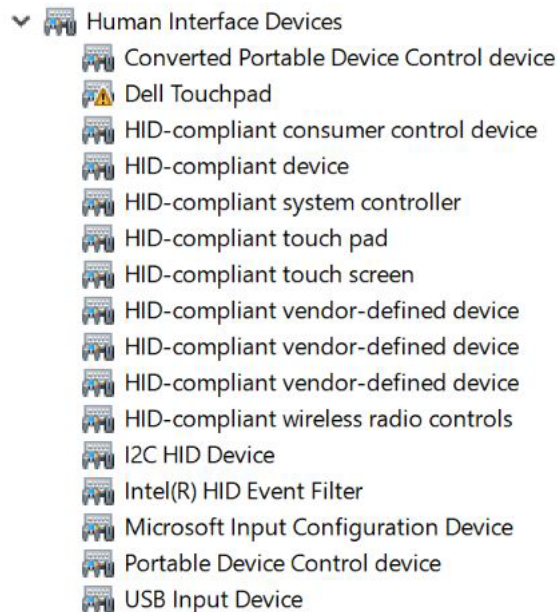 Human Interface Devices
Converted Portable Device Control device
Dell Touchpad
HID-compliant consumer control device
HID-compliant device
HID-compliant system controller
HID-compliant touch pad
HID-compliant touch screen
HID-compliant vendor-defined device
HID-compliant vendor-defined device
HID-compliant vendor-defined device
HID-compliant wireless radio controls
I2C HID Device
Intel(R) HID Event Filter
Microsoft Input Configuration Device
Portable Device Control device
USB Input Device